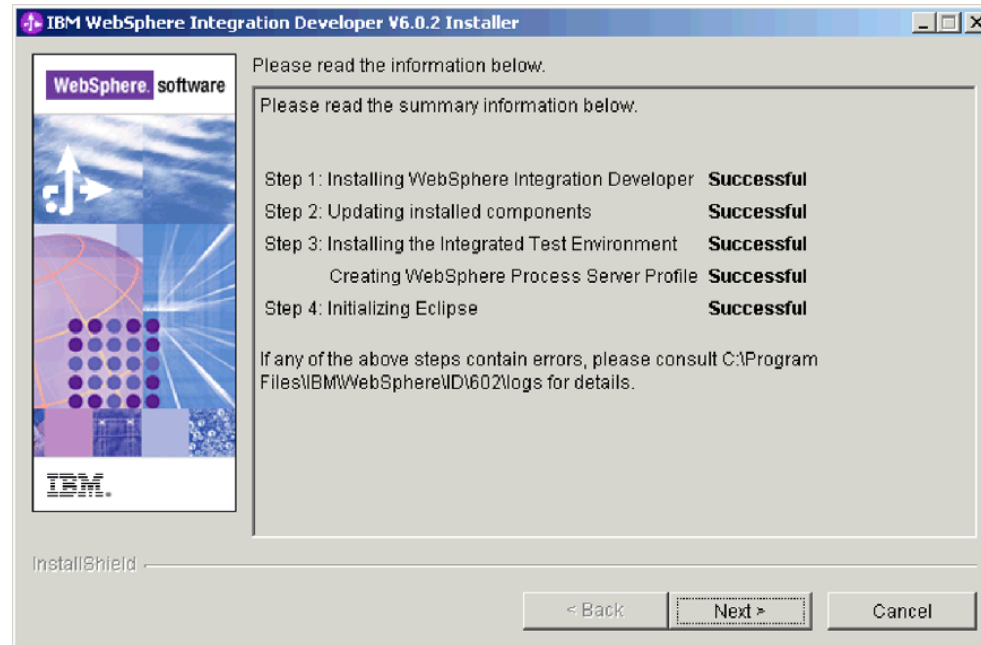 IBM WebSphere Integration Developer V6.0.2 Installer
WebSphere. software
Please read the information below.
Please read the summary information below.
Step 1: Installing WebSphere Integration Developer Successful
Step 2: Updating installed components Successful
Step 3: Installing the Integrated Test Environment Successful
Creating WebSphere Process Server Profile Successful
Step 4: Initializing Eclipse Successful
If any of the above steps contain errors, please consult C:\Program
Files\IBM\WebSphere\ID\602\logs for details.
IBM.
InstallShield
< Back Next > Cancel